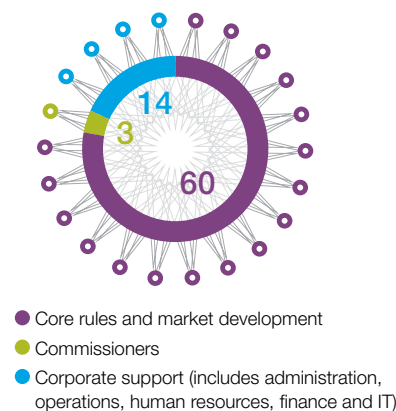 14
3
60
Core rules and market development
Commissioners
Corporate support (includes administration,
operations, human resources, finance and IT)